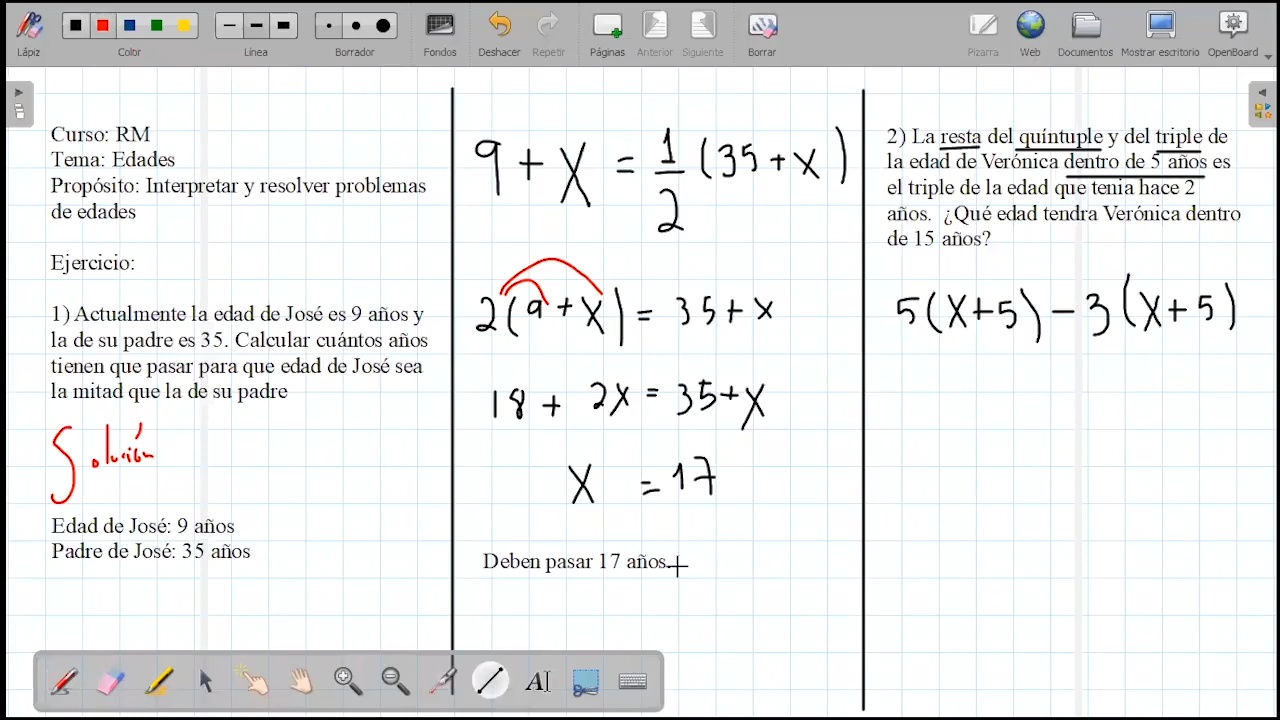 Lápiz
Color
Línea
Borrador
Fondos
Deshacer
Repetir
Páginas
Anterior
Siguiente
Borrar
Pizarra
Web
Documentos
Mostrar escritorio
OpenBoard
Curso: RM
Tema: Edades
Propósito: Interpretar y resolver problemas
de edades
Ejercicio:
1) Actualmente la edad de José es 9 años y
la de su padre es 35. Calcular cuántos años
tienen que pasar para que edad de José sea
la mitad que la de su padre
Solución
Edad de José: 9 años
Padre de José: 35 años
9 + X = 1/2 (35 + x)
2(9 + X) = 35 + x
18 + 2X = 35 + X
X = 17
Deben pasar 17 años.
2) La resta del quíntuple y del triple de
la edad de Verónica dentro de 5 años es
el triple de la edad que tenia hace 2
años. ¿Qué edad tendra Verónica dentro
de 15 años?
5(X+5) - 3(X+5)
AI